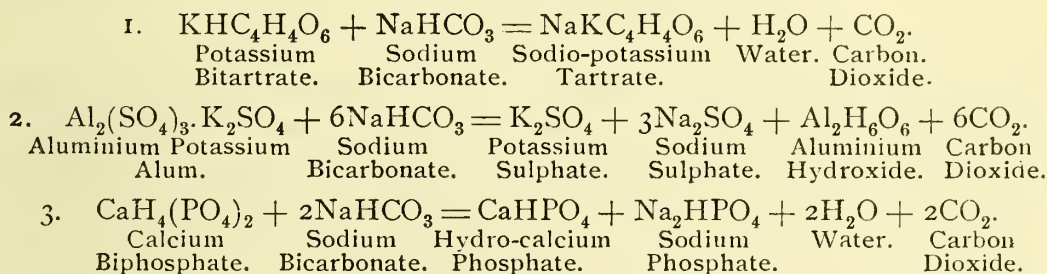 1. KHC₄H₄O₆ + NaHCO₃ = NaKC₄H₄O₆ + H₂O + CO₂.
Potassium Sodium Sodio-potassium Water. Carbon.
Bitartrate. Bicarbonate. Tartrate. Dioxide.
2. Al₂(SO₄)₃.K₂SO₄ + 6NaHCO₃ = K₂SO₄ + 3Na₂SO₄ + Al₂H₆O₆ + 6CO₂.
Aluminium Potassium Sodium Potassium Sodium Aluminium Carbon
Alum. Bicarbonate. Sulphate. Sulphate. Hydroxide. Dioxide.
3. CaH₄(PO₄)₂ + 2NaHCO₃ = CaHPO₄ + Na₂HPO₄ + 2H₂O + 2CO₂.
Calcium Sodium Hydro-calcium Sodium Water. Carbon
Biphosphate. Bicarbonate. Phosphate. Phosphate. Dioxide.